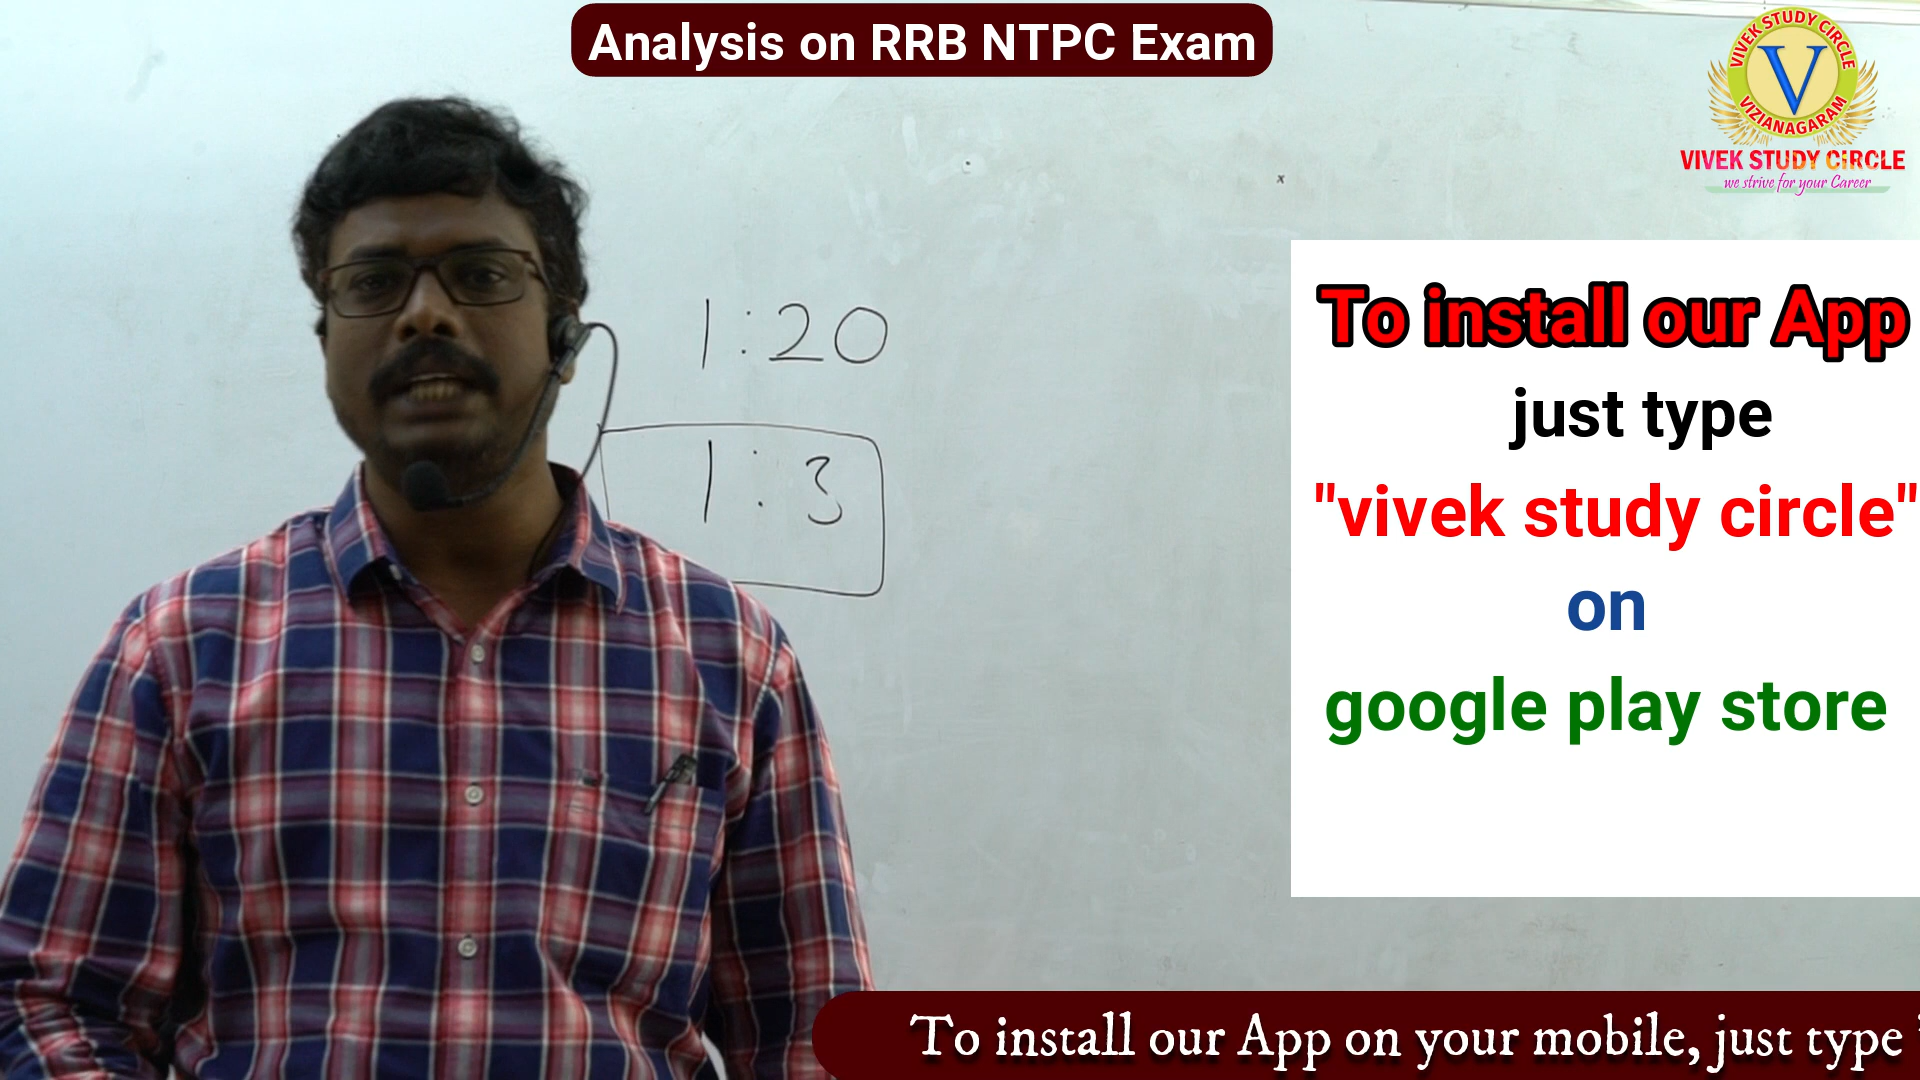 Analysis on RRB NTPC Exam
VIVEK STUDY CIRCLE
V
VIZIANAGARAM
VIVEK STUDY CIRCLE
we strive for your Career
1:20
1:3
To install our App
just type
"vivek study circle"
on
google play store
To install our App on your mobile, just type "